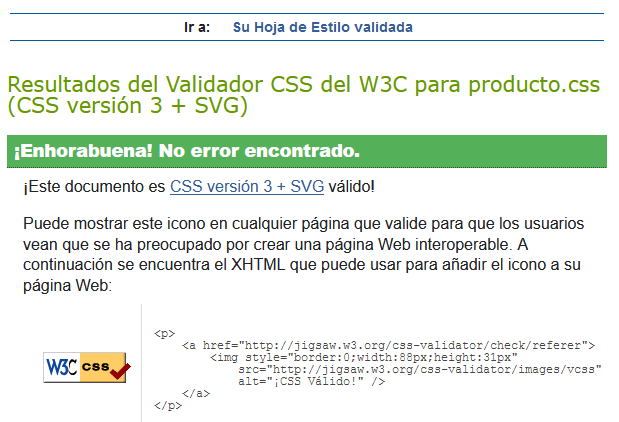 Ir a: Su Hoja de Estilo validada
Resultados del Validador CSS del W3C para producto.css
(CSS versión 3 + SVG)
¡Enhorabuena! No error encontrado.
¡Este documento es CSS versión 3 + SVG válido!
Puede mostrar este icono en cualquier página que valide para que los usuarios
vean que se ha preocupado por crear una página Web interoperable. A
continuación se encuentra el XHTML que puede usar para añadir el icono a su
página Web:
W3C css
<p>
    <a href="http://jigsaw.w3.org/css-validator/check/referer">
        <img style="border:0;width:88px;height:31px"
            src="http://jigsaw.w3.org/css-validator/images/vcss"
            alt="¡CSS Válido!" />
    </a>
</p>